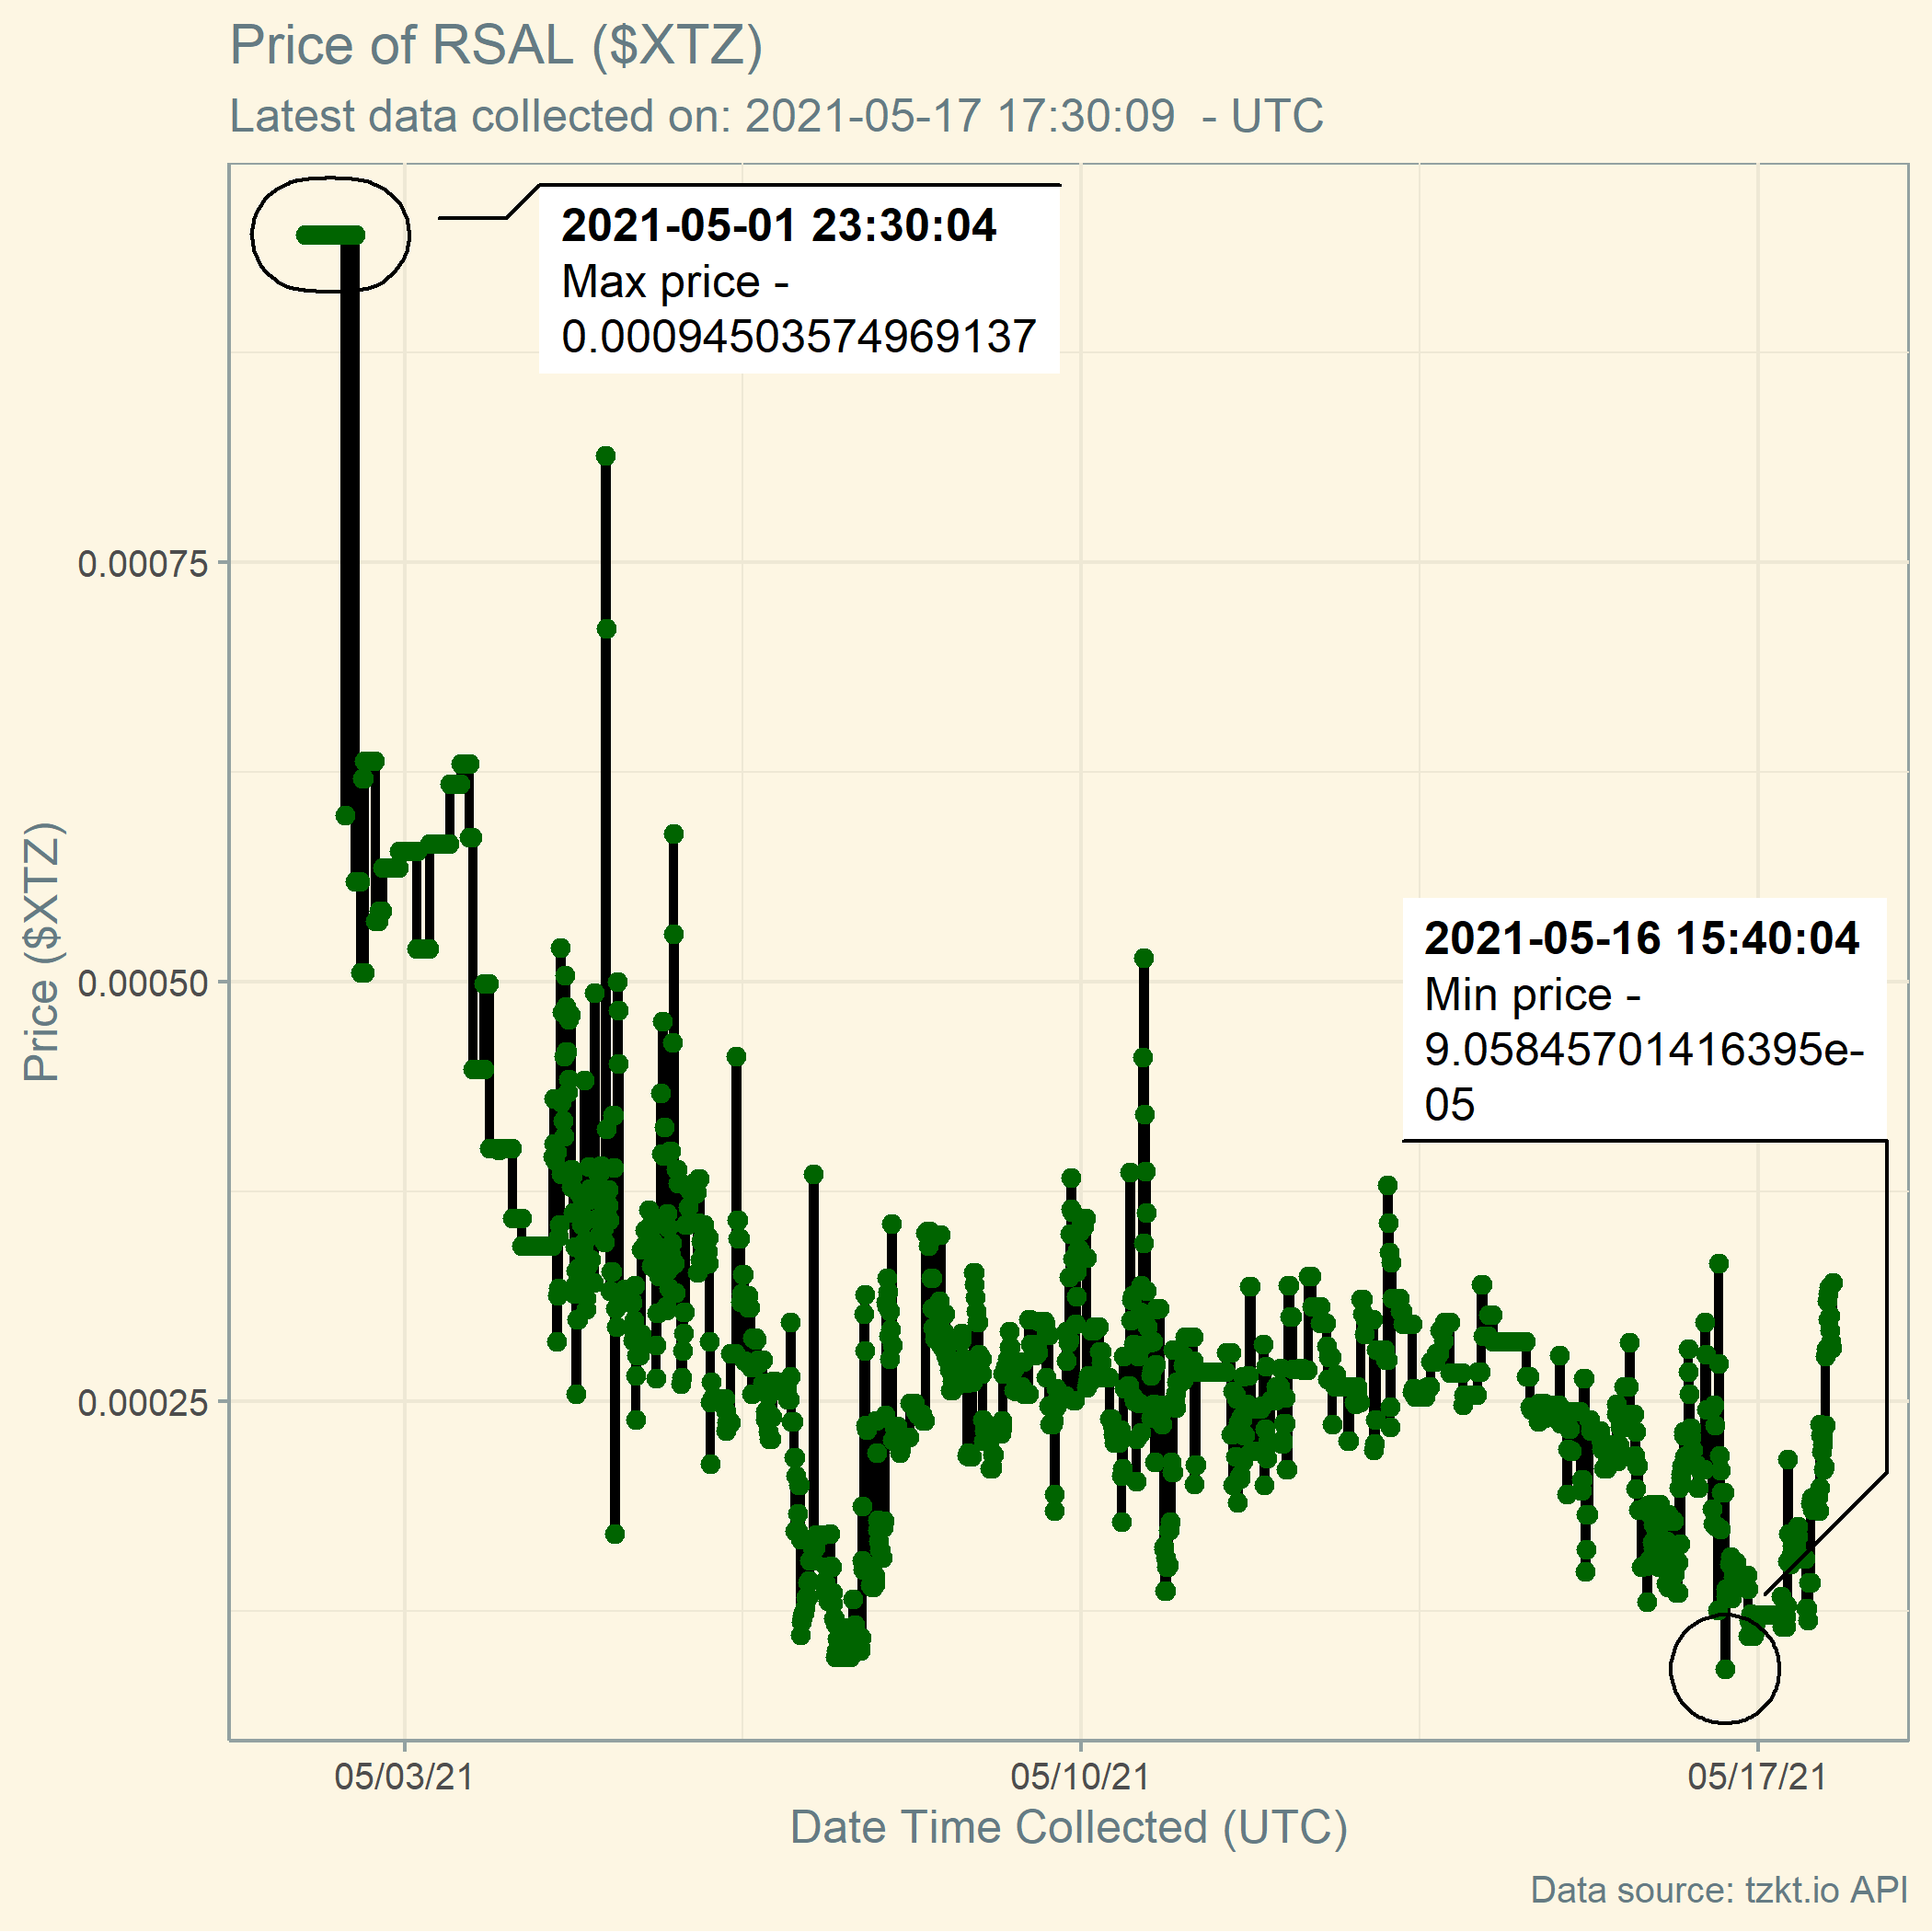 Price of RSAL ($XTZ)
Latest data collected on: 2021-05-17 17:30:09  - UTC
2021-05-01 23:30:04
Max price -
0.00094503574969137
0.00075
Price ($XTZ)
2021-05-16 15:40:04
Min price -
9.05845701416395e-
05
0.00050
0.00025
05/03/21
05/10/21
05/17/21
Date Time Collected (UTC)
Data source: tzkt.io API